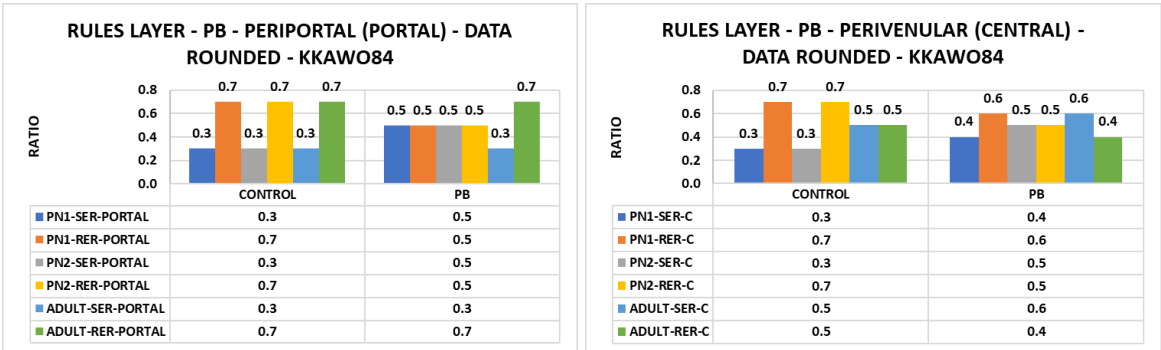 RULES LAYER - PB - PERIPORTAL (PORTAL) - DATA
ROUNDED - KKAWO84
RATIO
0.8
0.6
0.4
0.2
0.0
0.3 0.7 0.3 0.7 0.3 0.7
0.5 0.5 0.5 0.5 0.3 0.7
CONTROL PB
PN1-SER-PORTAL 0.3 0.5
PN1-RER-PORTAL 0.7 0.5
PN2-SER-PORTAL 0.3 0.5
PN2-RER-PORTAL 0.7 0.5
ADULT-SER-PORTAL 0.3 0.3
ADULT-RER-PORTAL 0.7 0.7
RULES LAYER - PB - PERIVENULAR (CENTRAL) -
DATA ROUNDED - KKAWO84
RATIO
0.8
0.6
0.4
0.2
0.0
0.3 0.7 0.3 0.7 0.5 0.5
0.4 0.6 0.5 0.5 0.6 0.4
CONTROL PB
PN1-SER-C 0.3 0.4
PN1-RER-C 0.7 0.6
PN2-SER-C 0.3 0.5
PN2-RER-C 0.7 0.5
ADULT-SER-C 0.5 0.6
ADULT-RER-C 0.5 0.4